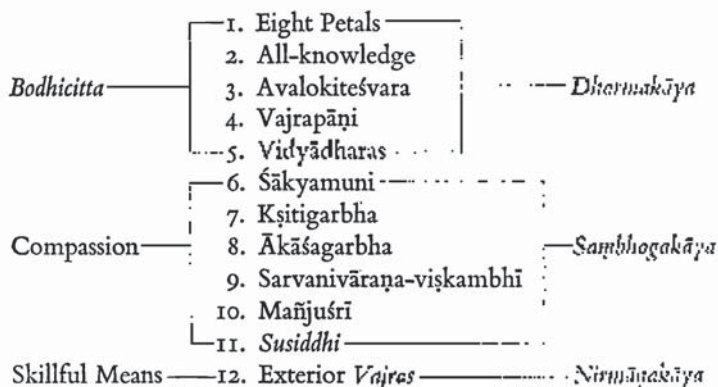 1. Eight Petals
2. All-knowledge
Bodhicitta 3. Avalokiteśvara Dharmakāya
4. Vajrapāṇi
5. Vidyādharas
6. Śākyamuni
7. Kṣitigarbha
Compassion 8. Ākāśagarbha Saṃbhogakāya
9. Sarvanivāraṇa-viṣkambhī
10. Mañjuśrī
11. Susiddhi
Skillful Means 12. Exterior Vajras Nirmāṇakāya